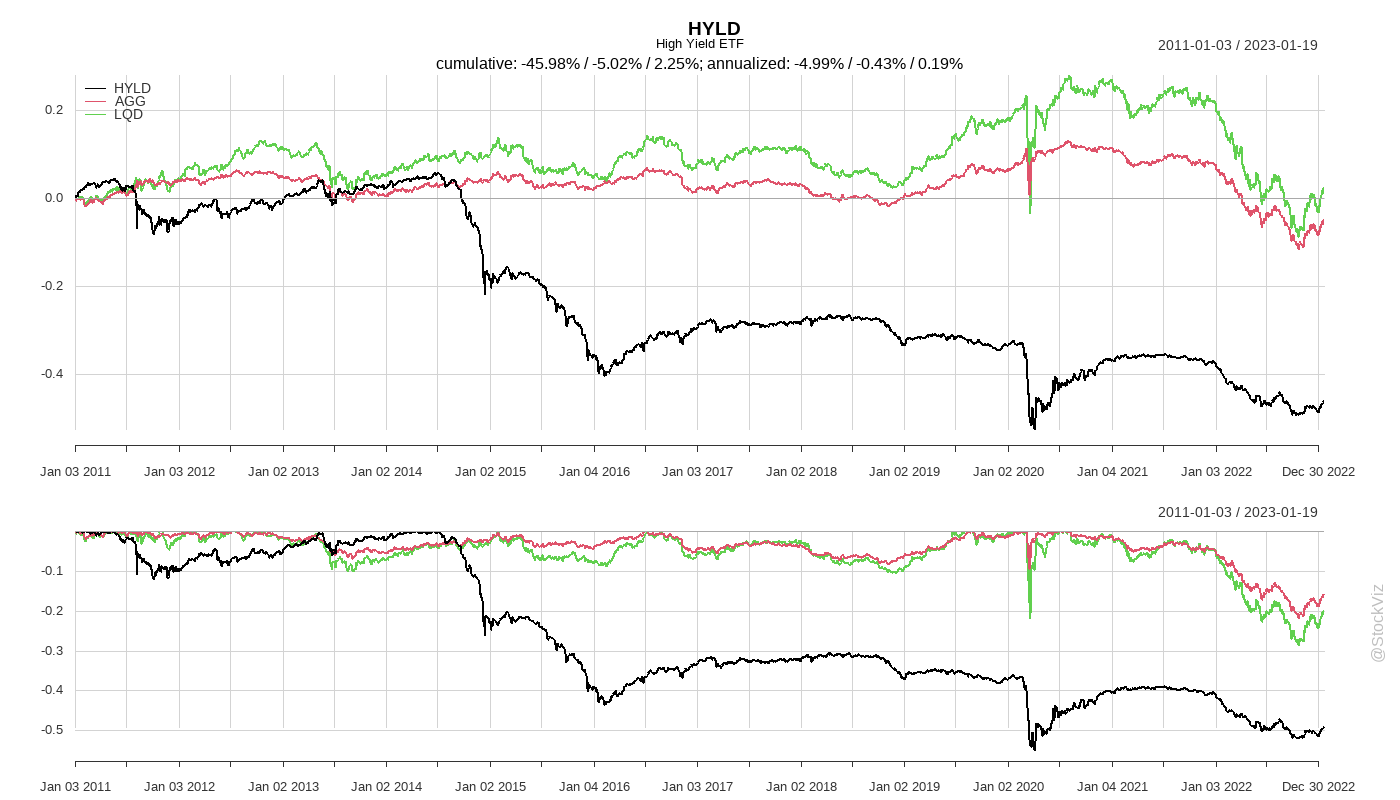 HYLD
High Yield ETF
2011-01-03 / 2023-01-19
cumulative: -45.98% / -5.02% / 2.25%; annualized: -4.99% / -0.43% / 0.19%
HYLD
AGG
LQD
0.2
0.0
-0.2
-0.4
Jan 03 2011 Jan 03 2012 Jan 02 2013 Jan 02 2014 Jan 02 2015 Jan 04 2016 Jan 03 2017 Jan 02 2018 Jan 02 2019 Jan 02 2020 Jan 04 2021 Jan 03 2022 Dec 30 2022
2011-01-03 / 2023-01-19
-0.1
-0.2
-0.3
-0.4
-0.5
Jan 03 2011 Jan 03 2012 Jan 02 2013 Jan 02 2014 Jan 02 2015 Jan 04 2016 Jan 03 2017 Jan 02 2018 Jan 02 2019 Jan 02 2020 Jan 04 2021 Jan 03 2022 Dec 30 2022
@StockViz